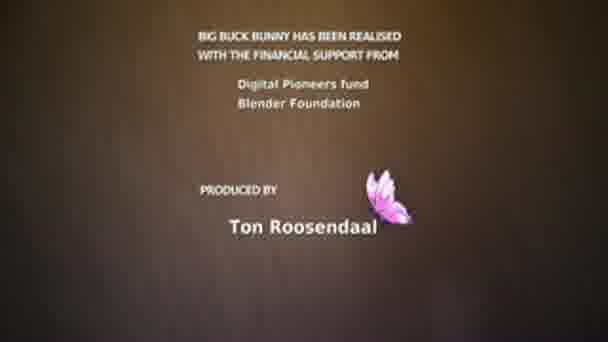 BIG BUCK BUNNY HAS BEEN REALISED
WITH THE FINANCIAL SUPPORT FROM
Digital Pioneers fund
Blender Foundation
PRODUCED BY
Ton Roosendaal